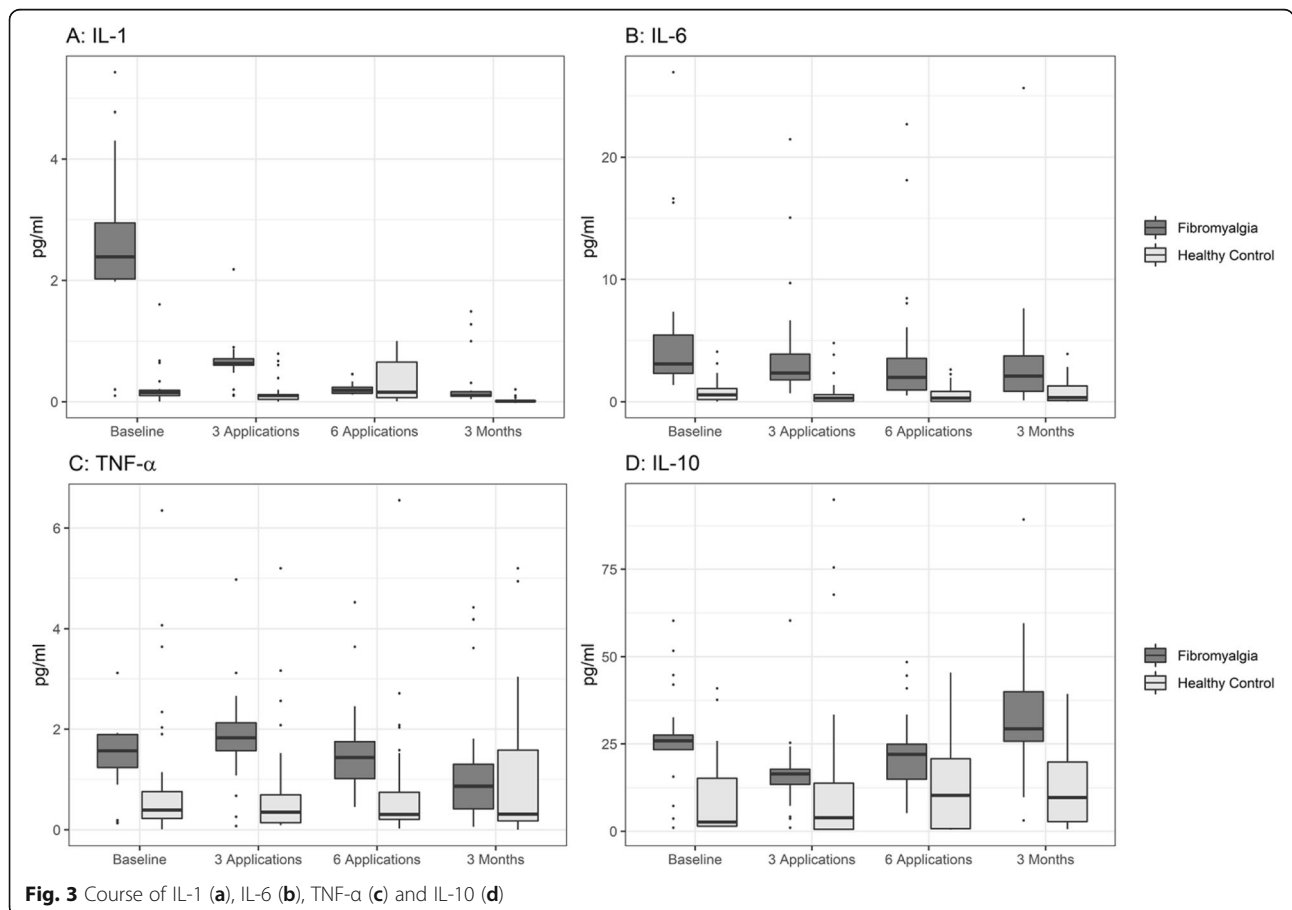 A: IL-1
B: IL-6
pg/ml
4
2
0
Baseline
3 Applications
6 Applications
3 Months
pg/ml
20
10
0
Baseline
3 Applications
6 Applications
3 Months
Fibromyalgia
Healthy Control
C: TNF-α
D: IL-10
pg/ml
6
4
2
0
Baseline
3 Applications
6 Applications
3 Months
pg/ml
75
50
25
0
Baseline
3 Applications
6 Applications
3 Months
Fibromyalgia
Healthy Control
Fig. 3 Course of IL-1 (a), IL-6 (b), TNF-α (c) and IL-10 (d)